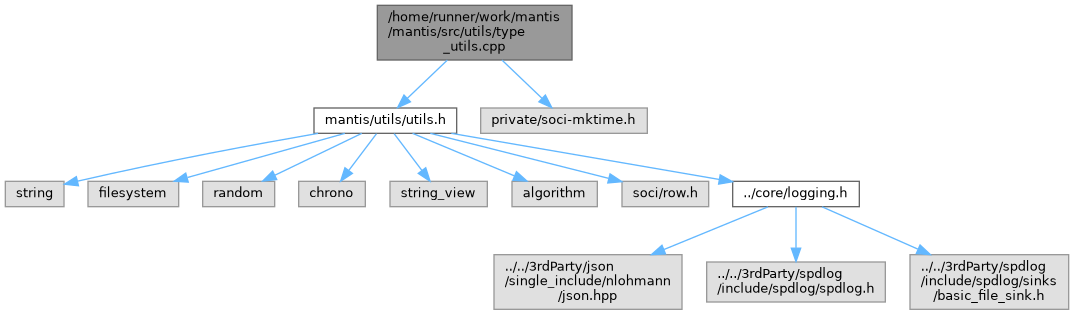 /home/runner/work/mantis
/mantis/src/utils/type
_utils.cpp
mantis/utils/utils.h
private/soci-mktime.h
string
filesystem
random
chrono
string_view
algorithm
soci/row.h
../core/logging.h
../../3rdParty/json
/single_include/nlohmann
/json.hpp
../../3rdParty/spdlog
/include/spdlog/spdlog.h
../../3rdParty/spdlog
/include/spdlog/sinks
/basic_file_sink.h